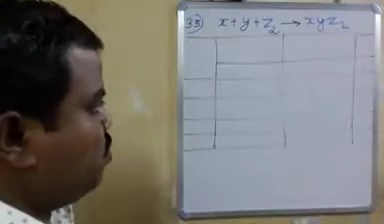 33) x + y + z₂ → x y z₂